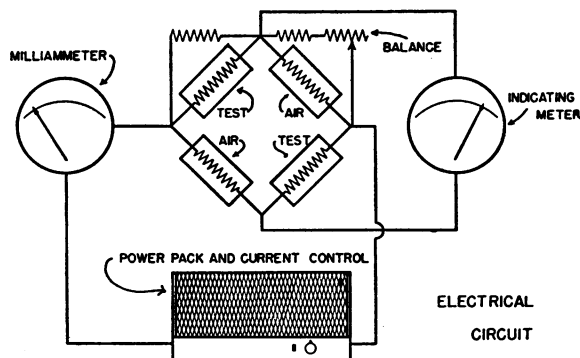 MILLIAMMETER
BALANCE
INDICATING
METER
TEST
AIR
AIR
TEST
POWER PACK AND CURRENT CONTROL
ELECTRICAL
CIRCUIT